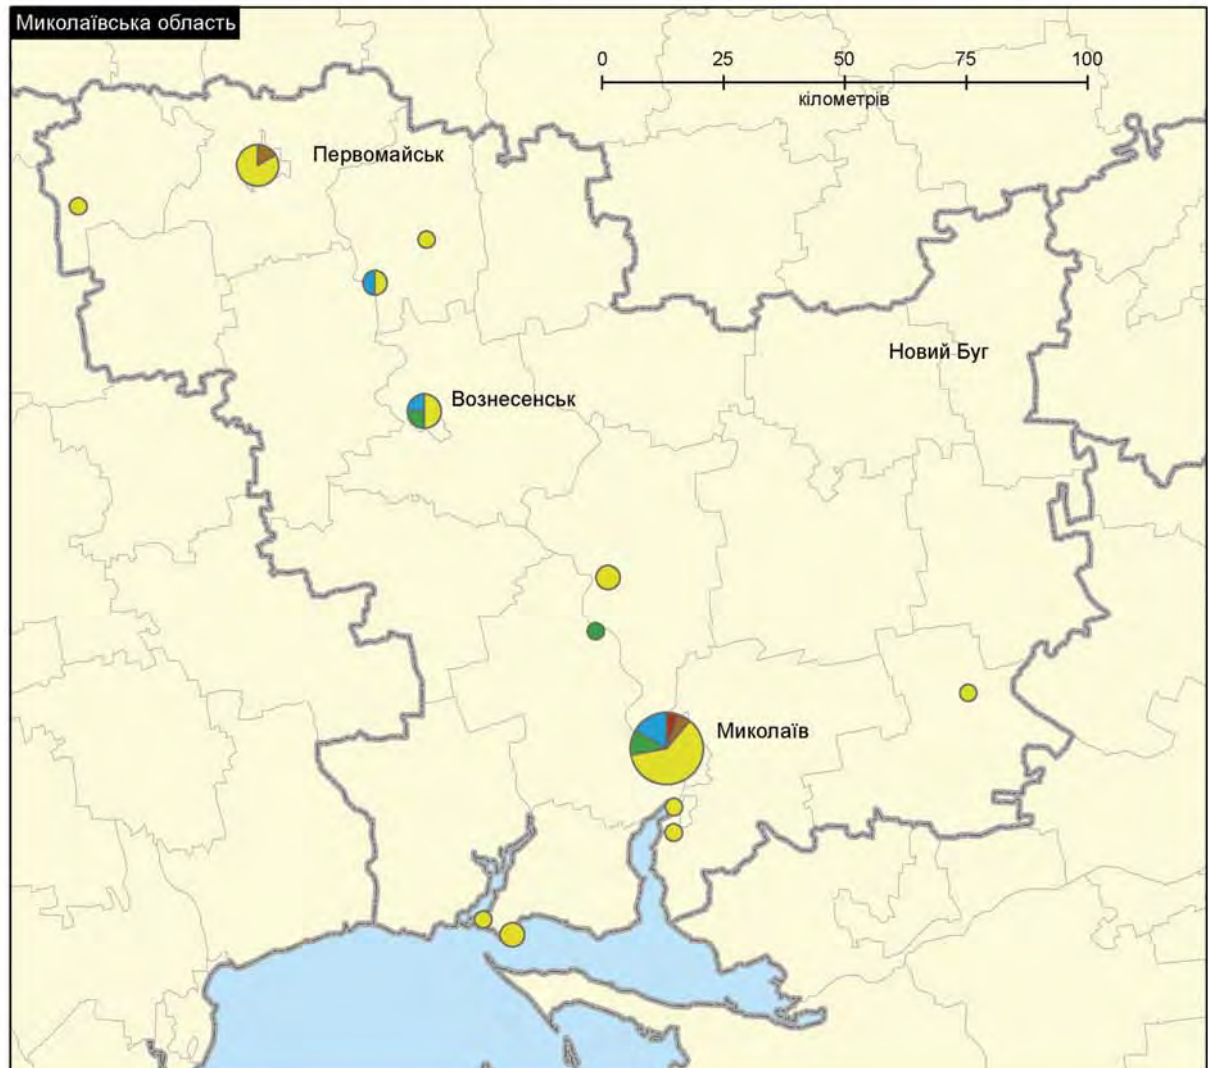 Миколаївська область
0 25 50 75 100
кілометрів
Первомайськ
Новий Буг
Вознесенськ
Миколаїв